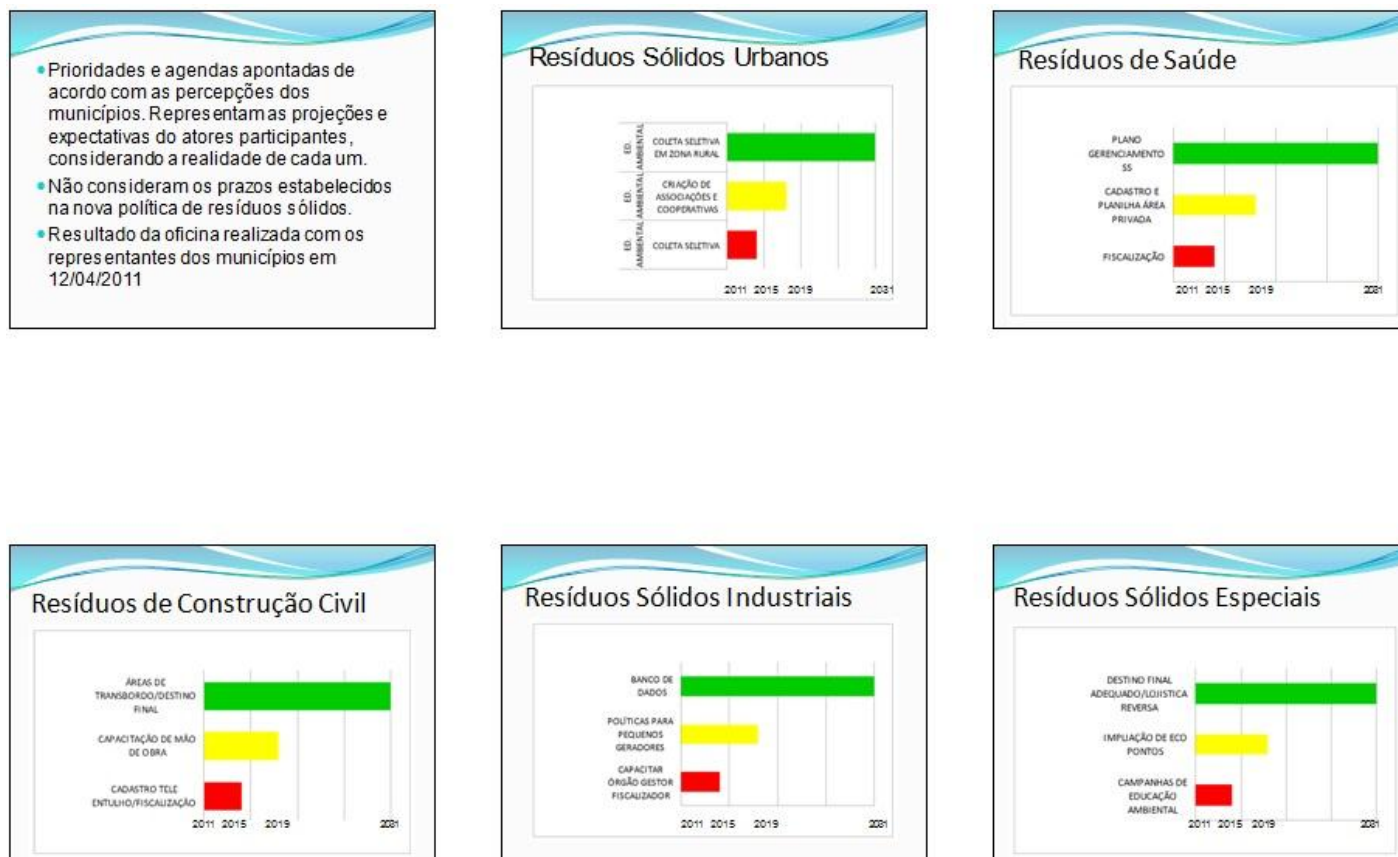 Prioridades e agendas apontadas de
acordo com as percepções dos
municípios. Representam as projeções e
expectativas do atores participantes,
considerando a realidade de cada um.
Não consideram os prazos estabelecidos
na nova política de resíduos sólidos.
Resultado da oficina realizada com os
representantes dos municípios em
12/04/2011
Resíduos Sólidos Urbanos
ED.
AMBIENTAL
COLETA SELETIVA
EM ZONA RURAL
ED.
AMBIENTAL
CRIAÇÃO DE
ASSOCIAÇÕES E
COOPERATIVAS
ED.
AMBIENTAL
COLETA SELETIVA
2011 2015 2019 2031
Resíduos de Saúde
PLANO
GERENCIAMENTO
SS
CADASTRO E
PLANILHA ÁREA
PRIVADA
FISCALIZAÇÃO
2011 2015 2019 2031
Resíduos de Construção Civil
ÁREAS DE
TRANSBORDO/DESTINO
FINAL
CAPACITAÇÃO DE MÃO
DE OBRA
CADASTRO TELE
ENTULHO/FISCALIZAÇÃO
2011 2015 2019 2031
Resíduos Sólidos Industriais
BANCO DE
DADOS
POLÍTICAS PARA
PEQUENOS
GERADORES
CAPACITAR
ÓRGÃO GESTOR
FISCALIZADOR
2011 2015 2019 2031
Resíduos Sólidos Especiais
DESTINO FINAL
ADEQUADO/LOJISTICA
REVERSA
IMPLIAÇÃO DE ECO
PONTOS
CAMPANHAS DE
EDUCAÇÃO
AMBIENTAL
2011 2015 2019 2031